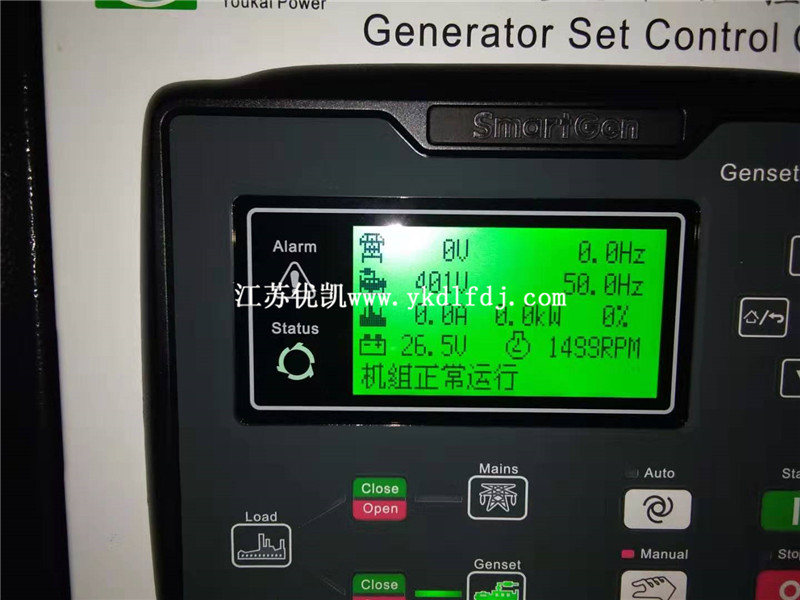 Youkai Power
Generator Set Control
SmartGen
Genset
Alarm
0V 0.0Hz
401V 50.0Hz
江苏优凯www.ykdlfdj.com
0.0A 0.0kW 0%
Status
26.5V 1499RPM
机组正常运行
Mains
Auto
Close
Open
Load
Manual
Genset
Close